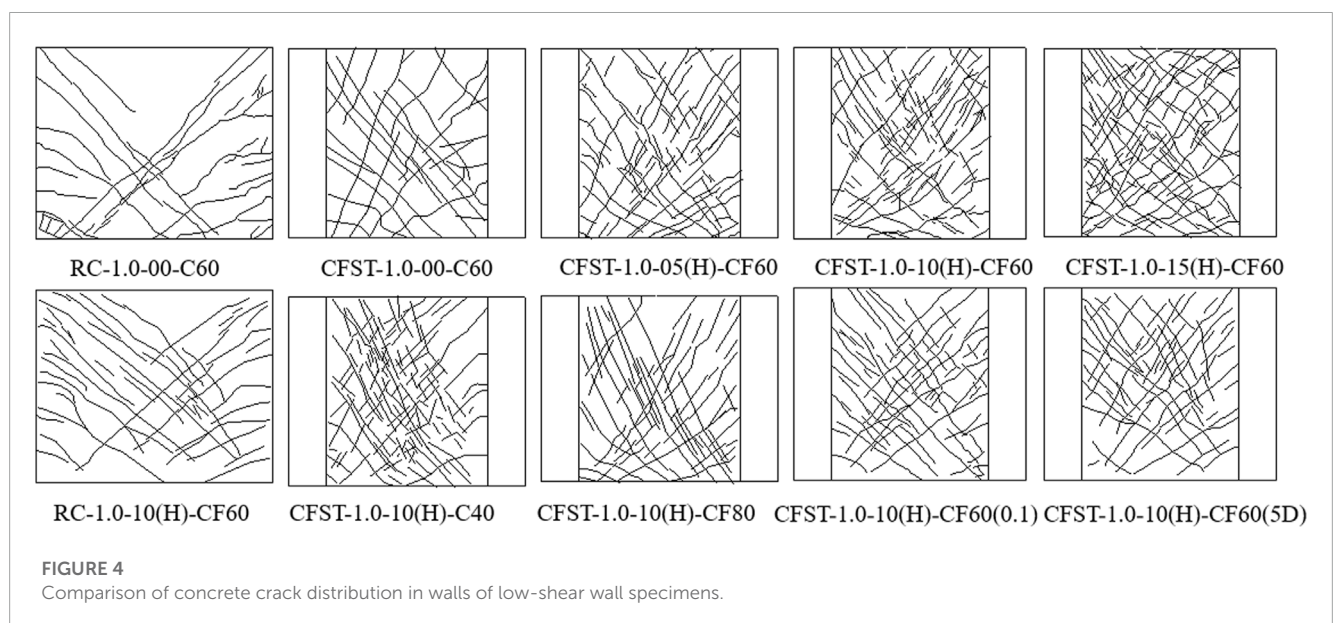 RC-1.0-00-C60 CFST-1.0-00-C60 CFST-1.0-05(H)-CF60 CFST-1.0-10(H)-CF60 CFST-1.0-15(H)-CF60
RC-1.0-10(H)-CF60 CFST-1.0-10(H)-C40 CFST-1.0-10(H)-CF80 CFST-1.0-10(H)-CF60(0.1) CFST-1.0-10(H)-CF60(5D)
FIGURE 4
Comparison of concrete crack distribution in walls of low-shear wall specimens.